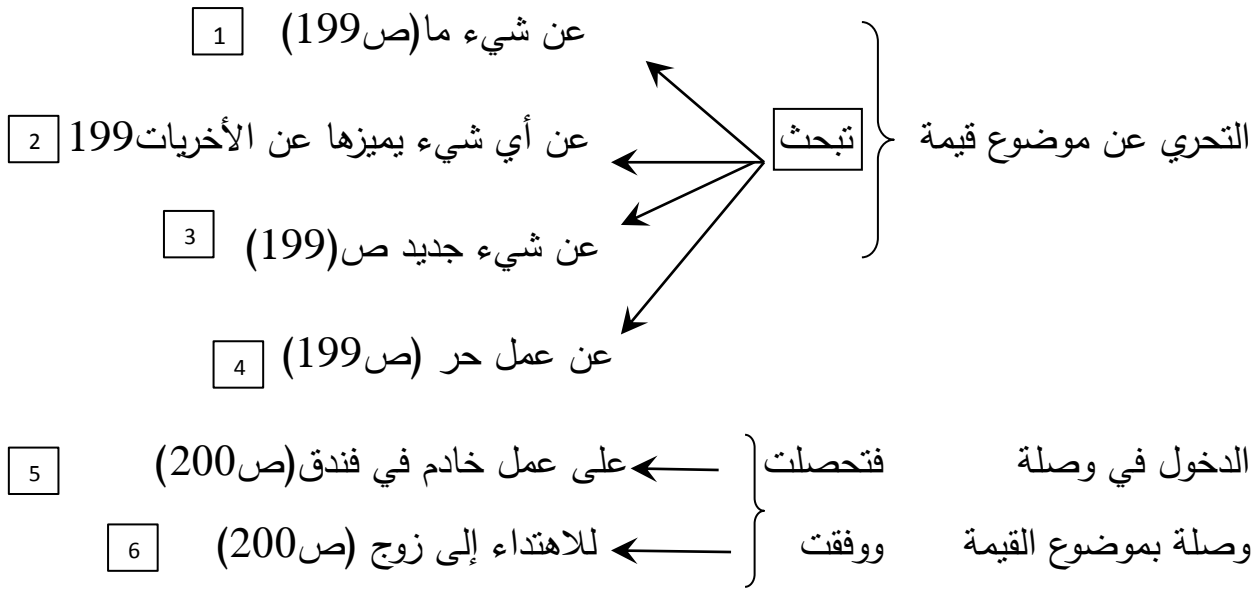 عن شيء ما(ص199) 1
التحري عن موضوع قيمة تبحث عن أي شيء يميزها عن الأخريات199 2
عن شيء جديد ص(199) 3
عن عمل حر (ص199) 4
الدخول في وصلة فتحصلت على عمل خادم في فندق(ص200) 5
وصلة بموضوع القيمة ووفقت للاهتداء إلى زوج (ص200) 6